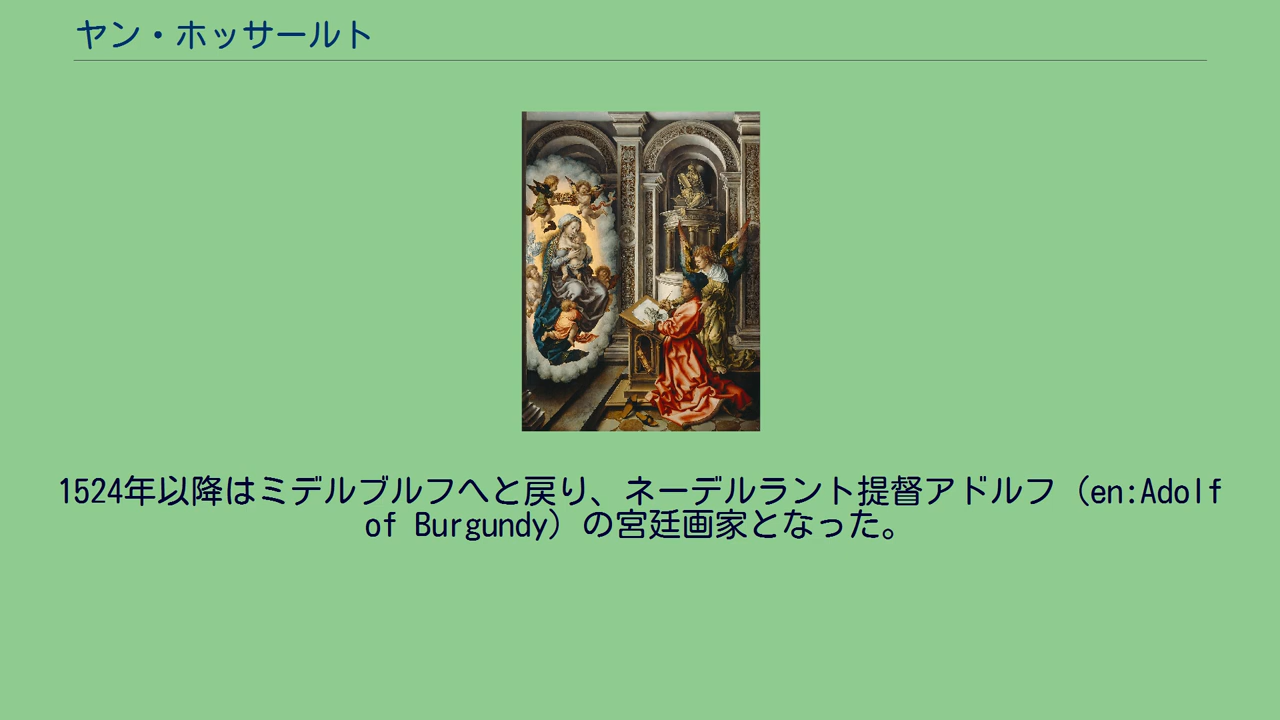 ヤン・ホッサールト
1524年以降はミデルブルフへと戻り、ネーデルラント提督アドルフ（en:Adolf
of Burgundy）の宮廷画家となった。